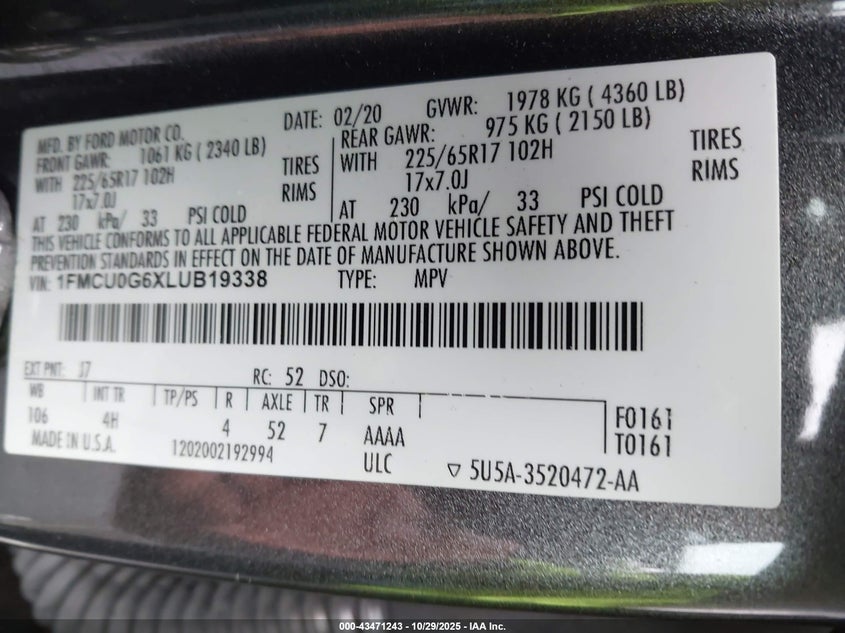 MFD. BY FORD MOTOR CO. DATE: 02/20 GVWR: 1978 KG ( 4360 LB)
FRONT GAWR: 1061 KG ( 2340 LB) REAR GAWR: 975 KG ( 2150 LB)
WITH 225/65R17 102H TIRES WITH 225/65R17 102H TIRES
17x7.0J RIMS 17x7.0J RIMS
AT 230 kPa/ 33 PSI COLD AT 230 kPa/ 33 PSI COLD
THIS VEHICLE CONFORMS TO ALL APPLICABLE FEDERAL MOTOR VEHICLE SAFETY AND THEFT
PREVENTION STANDARDS IN EFFECT ON THE DATE OF MANUFACTURE SHOWN ABOVE.
VIN: 1FMCU0G6XLUB19338 TYPE: MPV
EXT PNT: J7 RC: 52 DSO:
WB INT TR TP/PS R AXLE TR SPR
106 4H 4 52 7 AAAA F0161
MADE IN U.S.A. 1202002192994 ULC T0161
▽ 5U5A-3520472-AA
000-43471243 | 10/29/2025 - IAA Inc.